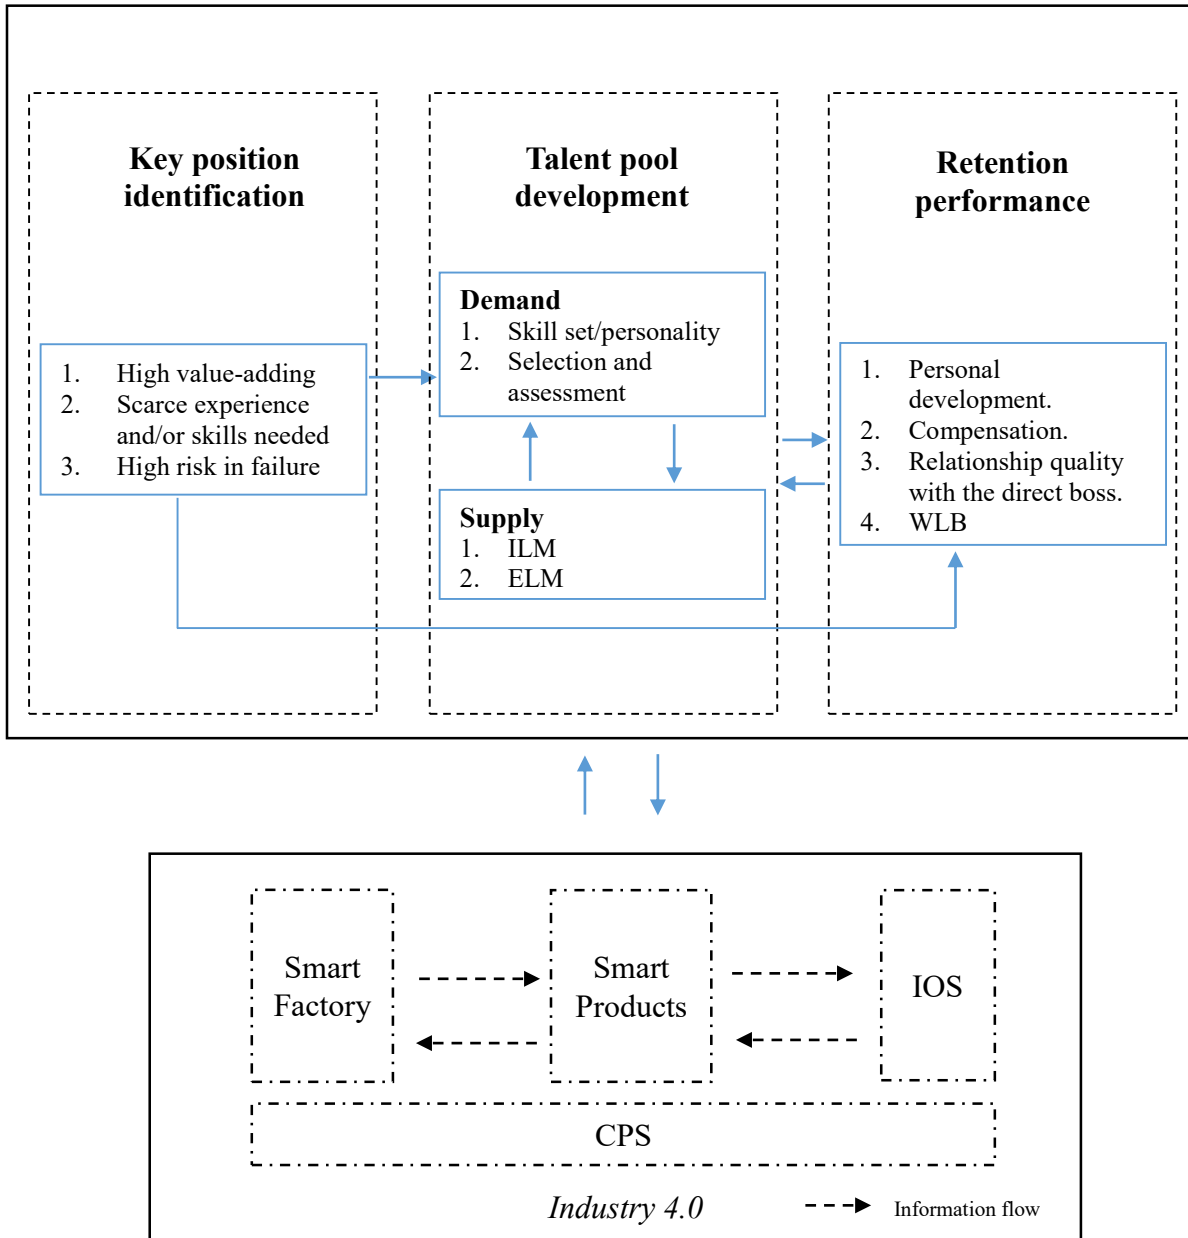 Key position
identification
1. High value-adding
2. Scarce experience
and/or skills needed
3. High risk in failure
Talent pool
development
Demand
1. Skill set/personality
2. Selection and
assessment
Supply
1. ILM
2. ELM
Retention
performance
1. Personal
development.
2. Compensation.
3. Relationship quality
with the direct boss.
4. WLB
Smart
Factory
Smart
Products
IOS
CPS
Industry 4.0
Information flow